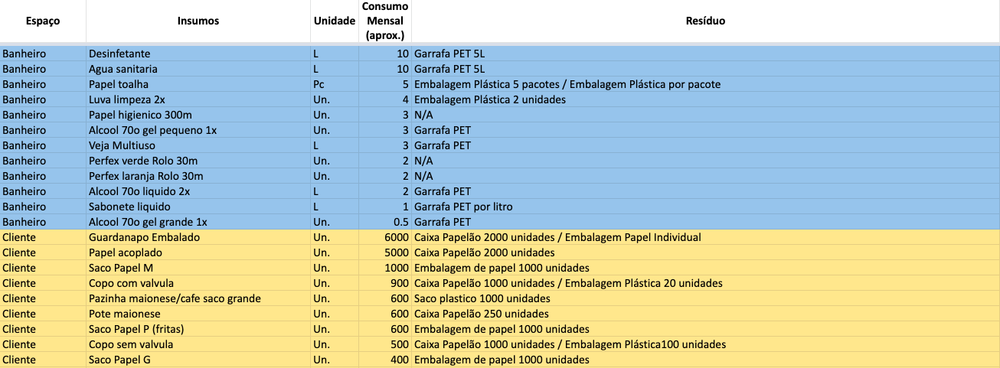 Espaço Insumos Unidade Consumo Mensal (aprox.) Resíduo
Banheiro Desinfetante L 10 Garrafa PET 5L
Banheiro Agua sanitaria L 10 Garrafa PET 5L
Banheiro Papel toalha Pc 5 Embalagem Plástica 5 pacotes / Embalagem Plástica por pacote
Banheiro Luva limpeza 2x Un. 4 Embalagem Plástica 2 unidades
Banheiro Papel higienico 300m Un. 3 N/A
Banheiro Alcool 70o gel pequeno 1x Un. 3 Garrafa PET
Banheiro Veja Multiuso L 3 Garrafa PET
Banheiro Perfex verde Rolo 30m Un. 2 N/A
Banheiro Perfex laranja Rolo 30m Un. 2 N/A
Banheiro Alcool 70o liquido 2x L 2 Garrafa PET
Banheiro Sabonete liquido L 1 Garrafa PET por litro
Banheiro Alcool 70o gel grande 1x Un. 0.5 Garrafa PET
Cliente Guardanapo Embalado Un. 6000 Caixa Papelão 2000 unidades / Embalagem Papel Individual
Cliente Papel acoplado Un. 5000 Caixa Papelão 2000 unidades
Cliente Saco Papel M Un. 1000 Embalagem de papel 1000 unidades
Cliente Copo com valvula Un. 900 Caixa Papelão 1000 unidades / Embalagem Plástica 20 unidades
Cliente Pazinha maionese/cafe saco grande Un. 600 Saco plastico 1000 unidades
Cliente Pote maionese Un. 600 Caixa Papelão 250 unidades
Cliente Saco Papel P (fritas) Un. 600 Embalagem de papel 1000 unidades
Cliente Copo sem valvula Un. 500 Caixa Papelão 1000 unidades / Embalagem Plástica100 unidades
Cliente Saco Papel G Un. 400 Embalagem de papel 1000 unidades